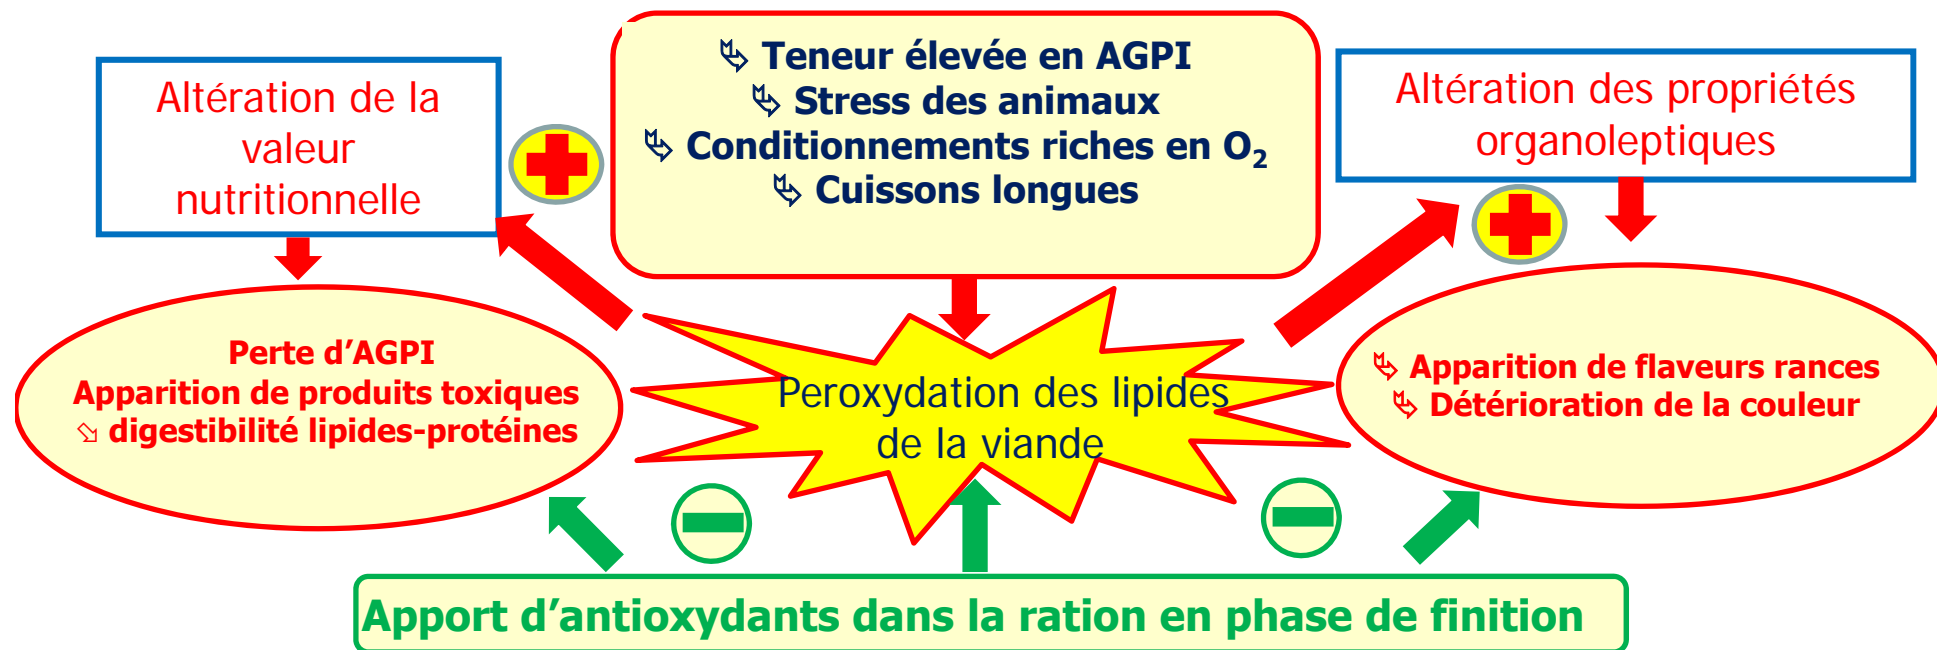 Altération de la
valeur
nutritionnelle
⮱ Teneur élevée en AGPI
⮱ Stress des animaux
⮱ Conditionnements riches en O₂
⮱ Cuissons longues
Altération des propriétés
organoleptiques
Perte d’AGPI
Apparition de produits toxiques
⬂ digestibilité lipides-protéines
Peroxydation des lipides
de la viande
⮱ Apparition de flaveurs rances
⮱ Détérioration de la couleur
Apport d’antioxydants dans la ration en phase de finition